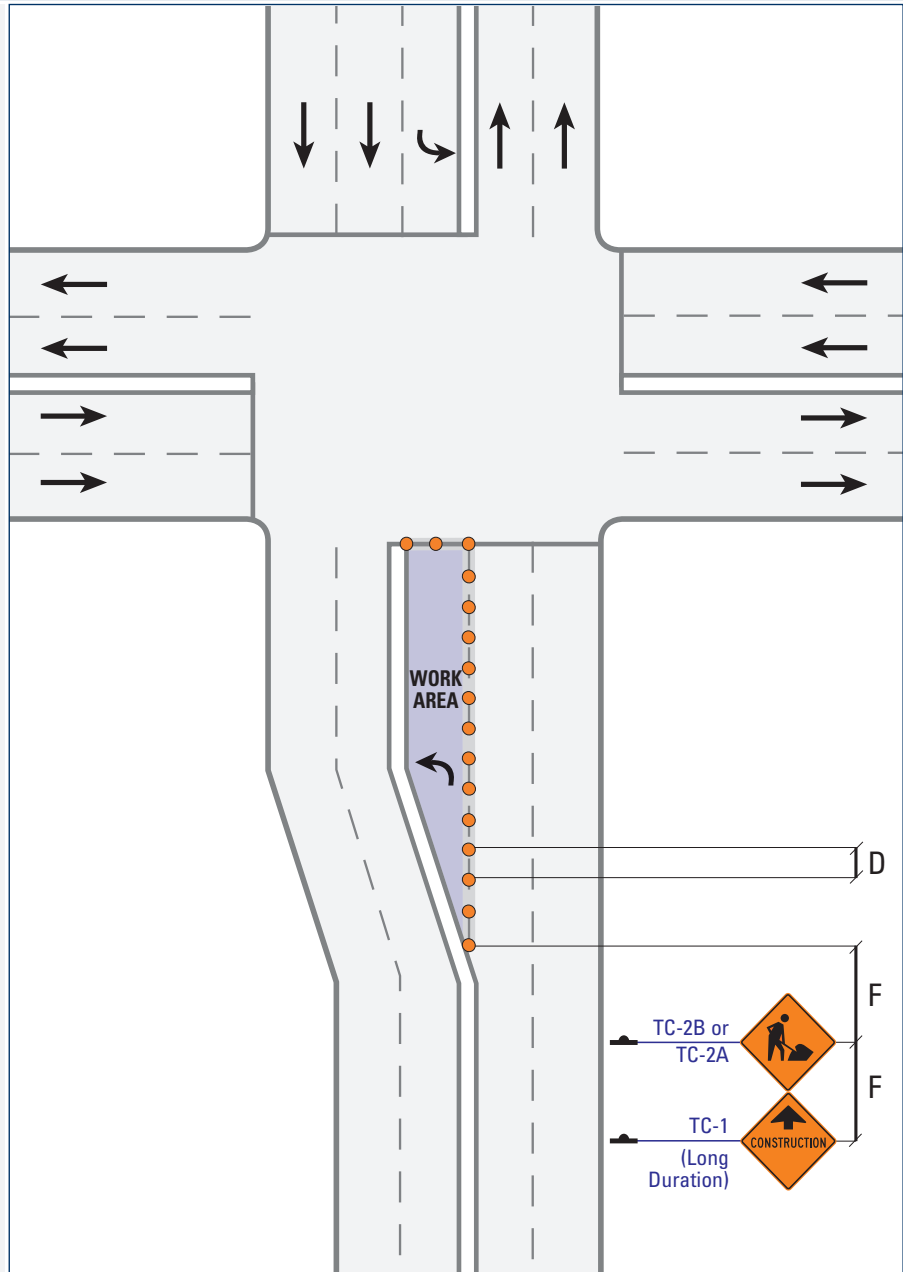 WORK
AREA
D
F
TC-2B or
TC-2A
F
TC-1
(Long
Duration)
CONSTRUCTION